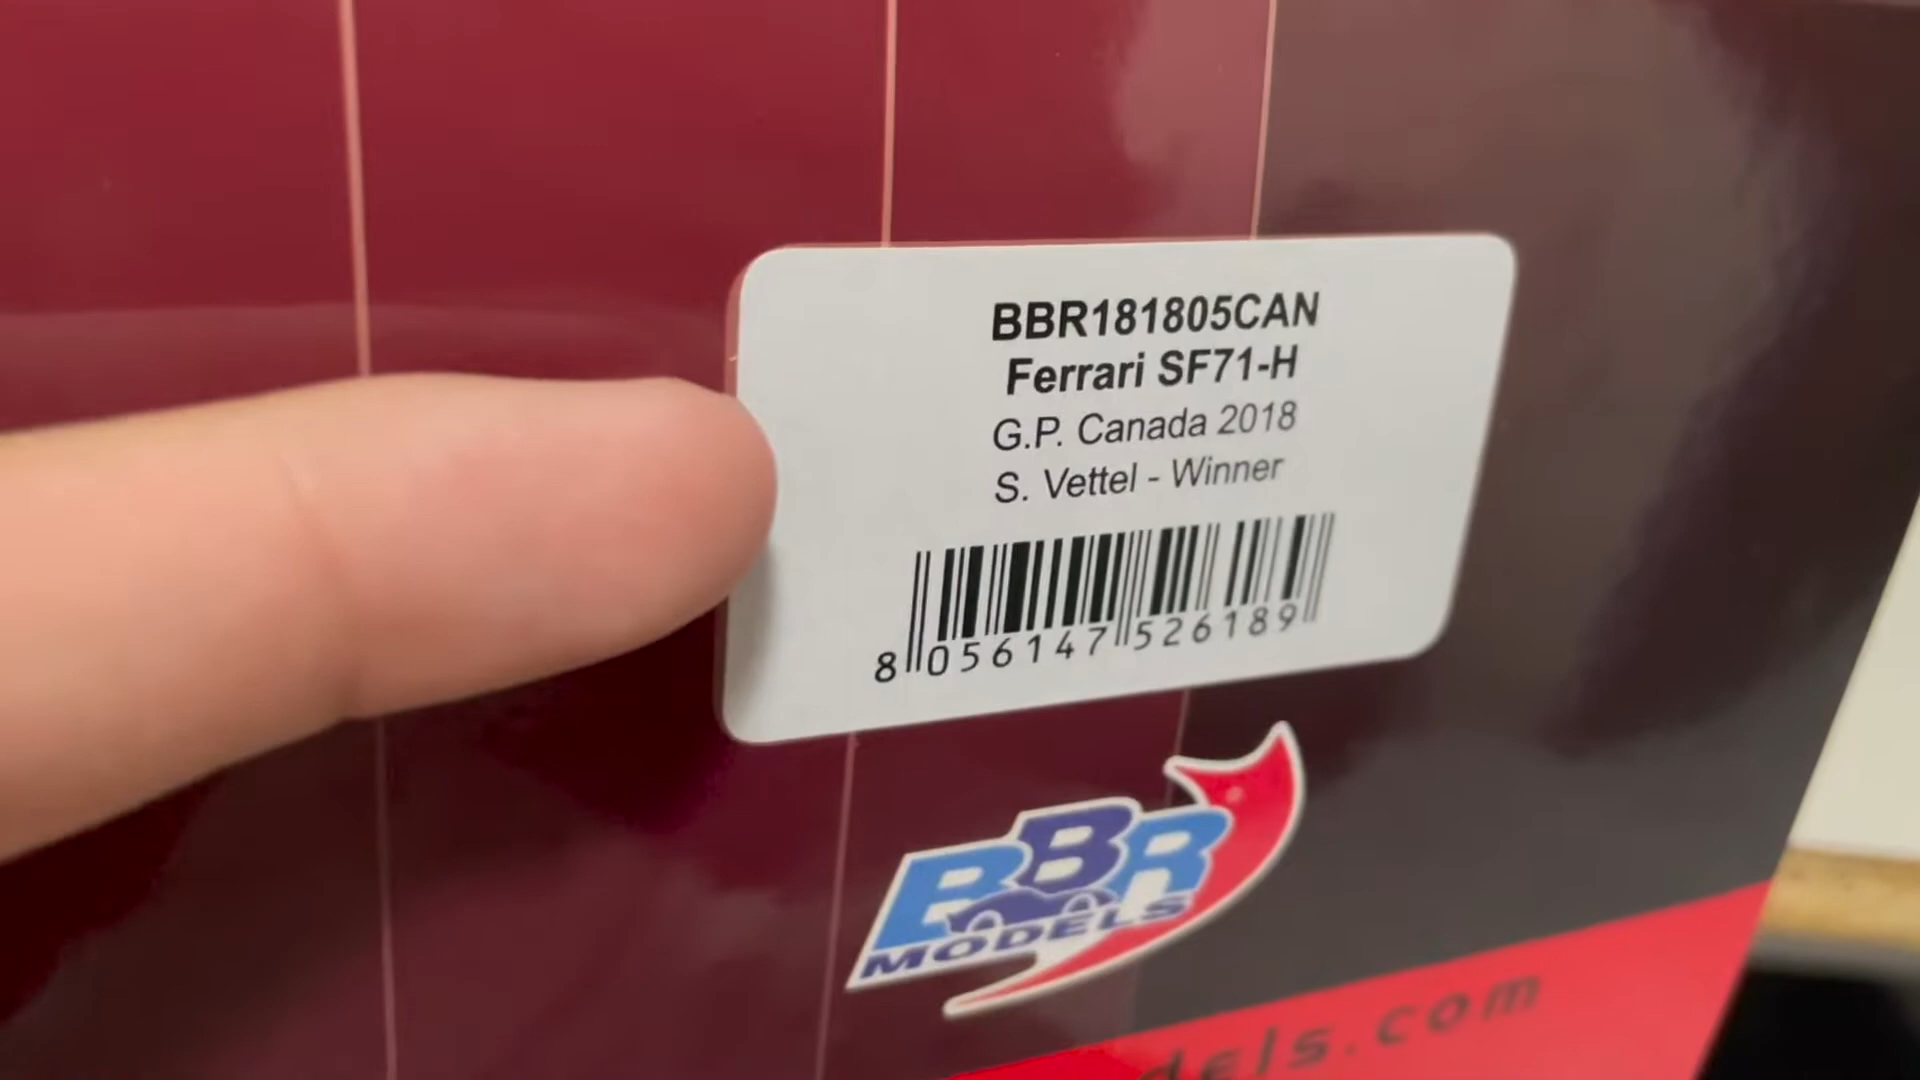 BBR181805CAN
Ferrari SF71-H
G.P. Canada 2018
S. Vettel - Winner
8 056147 526189
BBR
MODELS
dels.com